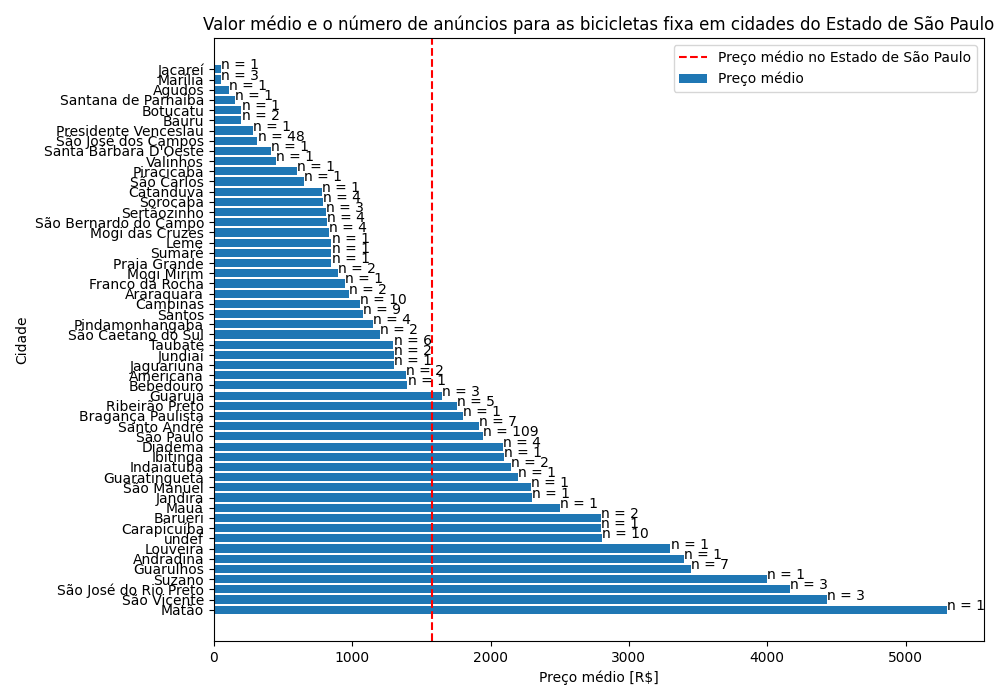 Valor médio e o número de anúncios para as bicicletas fixa em cidades do Estado de São Paulo
Preço médio no Estado de São Paulo
Preço médio
Cidade
Jacareí n = 1
Marília n = 3
Agudos n = 1
Santana de Parnaíba n = 1
Botucatu n = 1
Bauru n = 2
Presidente Venceslau n = 1
São José dos Campos n = 48
Santa Bárbara D'Oeste n = 1
Valinhos n = 1
Piracicaba n = 1
São Carlos n = 1
Catanduva n = 1
Sorocaba n = 4
Sertãozinho n = 3
São Bernardo do Campo n = 4
Mogi das Cruzes n = 4
Leme n = 1
Sumaré n = 1
Praia Grande n = 1
Mogi Mirim n = 2
Franco da Rocha n = 1
Araraquara n = 2
Campinas n = 10
Santos n = 9
Pindamonhangaba n = 4
São Caetano do Sul n = 2
Taubaté n = 6
Jundiaí n = 2
Jaguariúna n = 1
Americana n = 2
Bebedouro n = 1
Guarujá n = 3
Ribeirão Preto n = 5
Bragança Paulista n = 1
Santo André n = 7
São Paulo n = 109
Diadema n = 4
Ibitinga n = 1
Indaiatuba n = 2
Guaratinguetá n = 1
São Manuel n = 1
Jandira n = 1
Mauá n = 1
Barueri n = 2
Carapicuíba n = 1
undef n = 10
Louveira n = 1
Andradina n = 1
Guarulhos n = 7
Suzano n = 1
São José do Rio Preto n = 3
São Vicente n = 3
Matão n = 1
0 1000 2000 3000 4000 5000
Preço médio [R$]